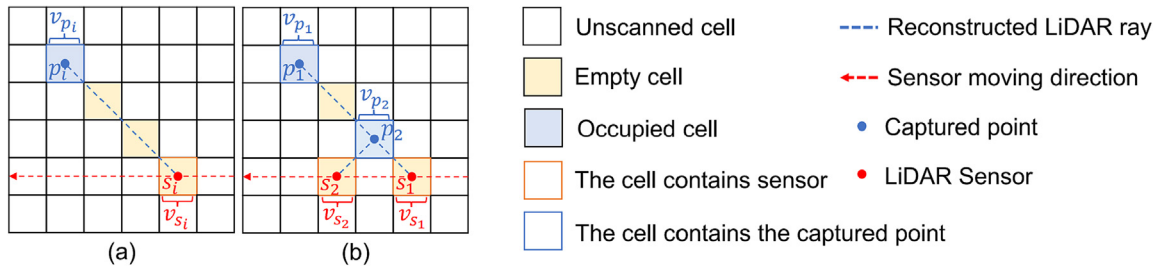 v_{p_i}
p_i
s_i
v_{s_i}
(a)
v_{p_1}
p_1
v_{p_2}
p_2
s_2
s_1
v_{s_2}
v_{s_1}
(b)
Unscanned cell
Empty cell
Occupied cell
The cell contains sensor
The cell contains the captured point
Reconstructed LiDAR ray
Sensor moving direction
Captured point
LiDAR Sensor